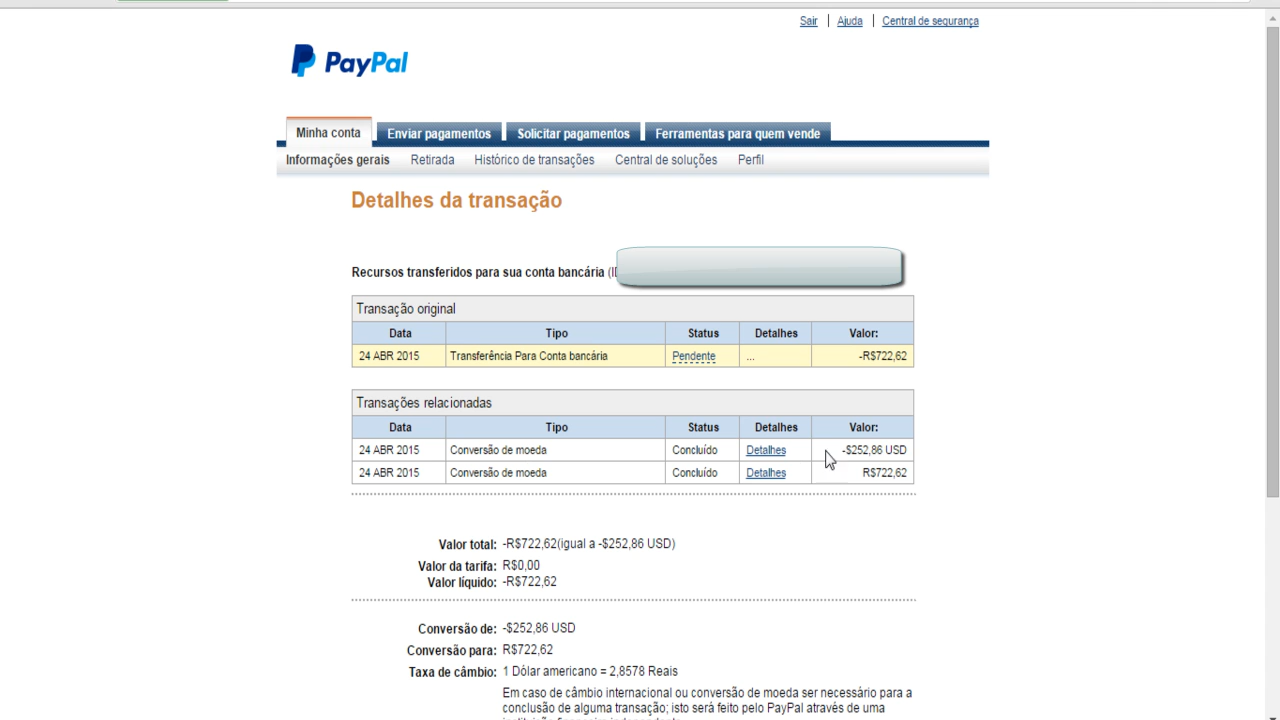 Sair | Ajuda | Central de segurança
PayPal
Minha conta Enviar pagamentos Solicitar pagamentos Ferramentas para quem vende
Informações gerais Retirada Histórico de transações Central de soluções Perfil
Detalhes da transação
Recursos transferidos para sua conta bancária
Transação original
Data Tipo Status Detalhes Valor:
24 ABR 2015 Transferência Para Conta bancária Pendente ... -R$722,62
Transações relacionadas
Data Tipo Status Detalhes Valor:
24 ABR 2015 Conversão de moeda Concluído Detalhes -$252,86 USD
24 ABR 2015 Conversão de moeda Concluído Detalhes R$722,62
Valor total: -R$722,62(igual a -$252,86 USD)
Valor da tarifa: R$0,00
Valor líquido: -R$722,62
Conversão de: -$252,86 USD
Conversão para: R$722,62
Taxa de câmbio: 1 Dólar americano = 2,8578 Reais
Em caso de câmbio internacional ou conversão de moeda ser necessário para a
conclusão de alguma transação; isto será feito pelo PayPal através de uma